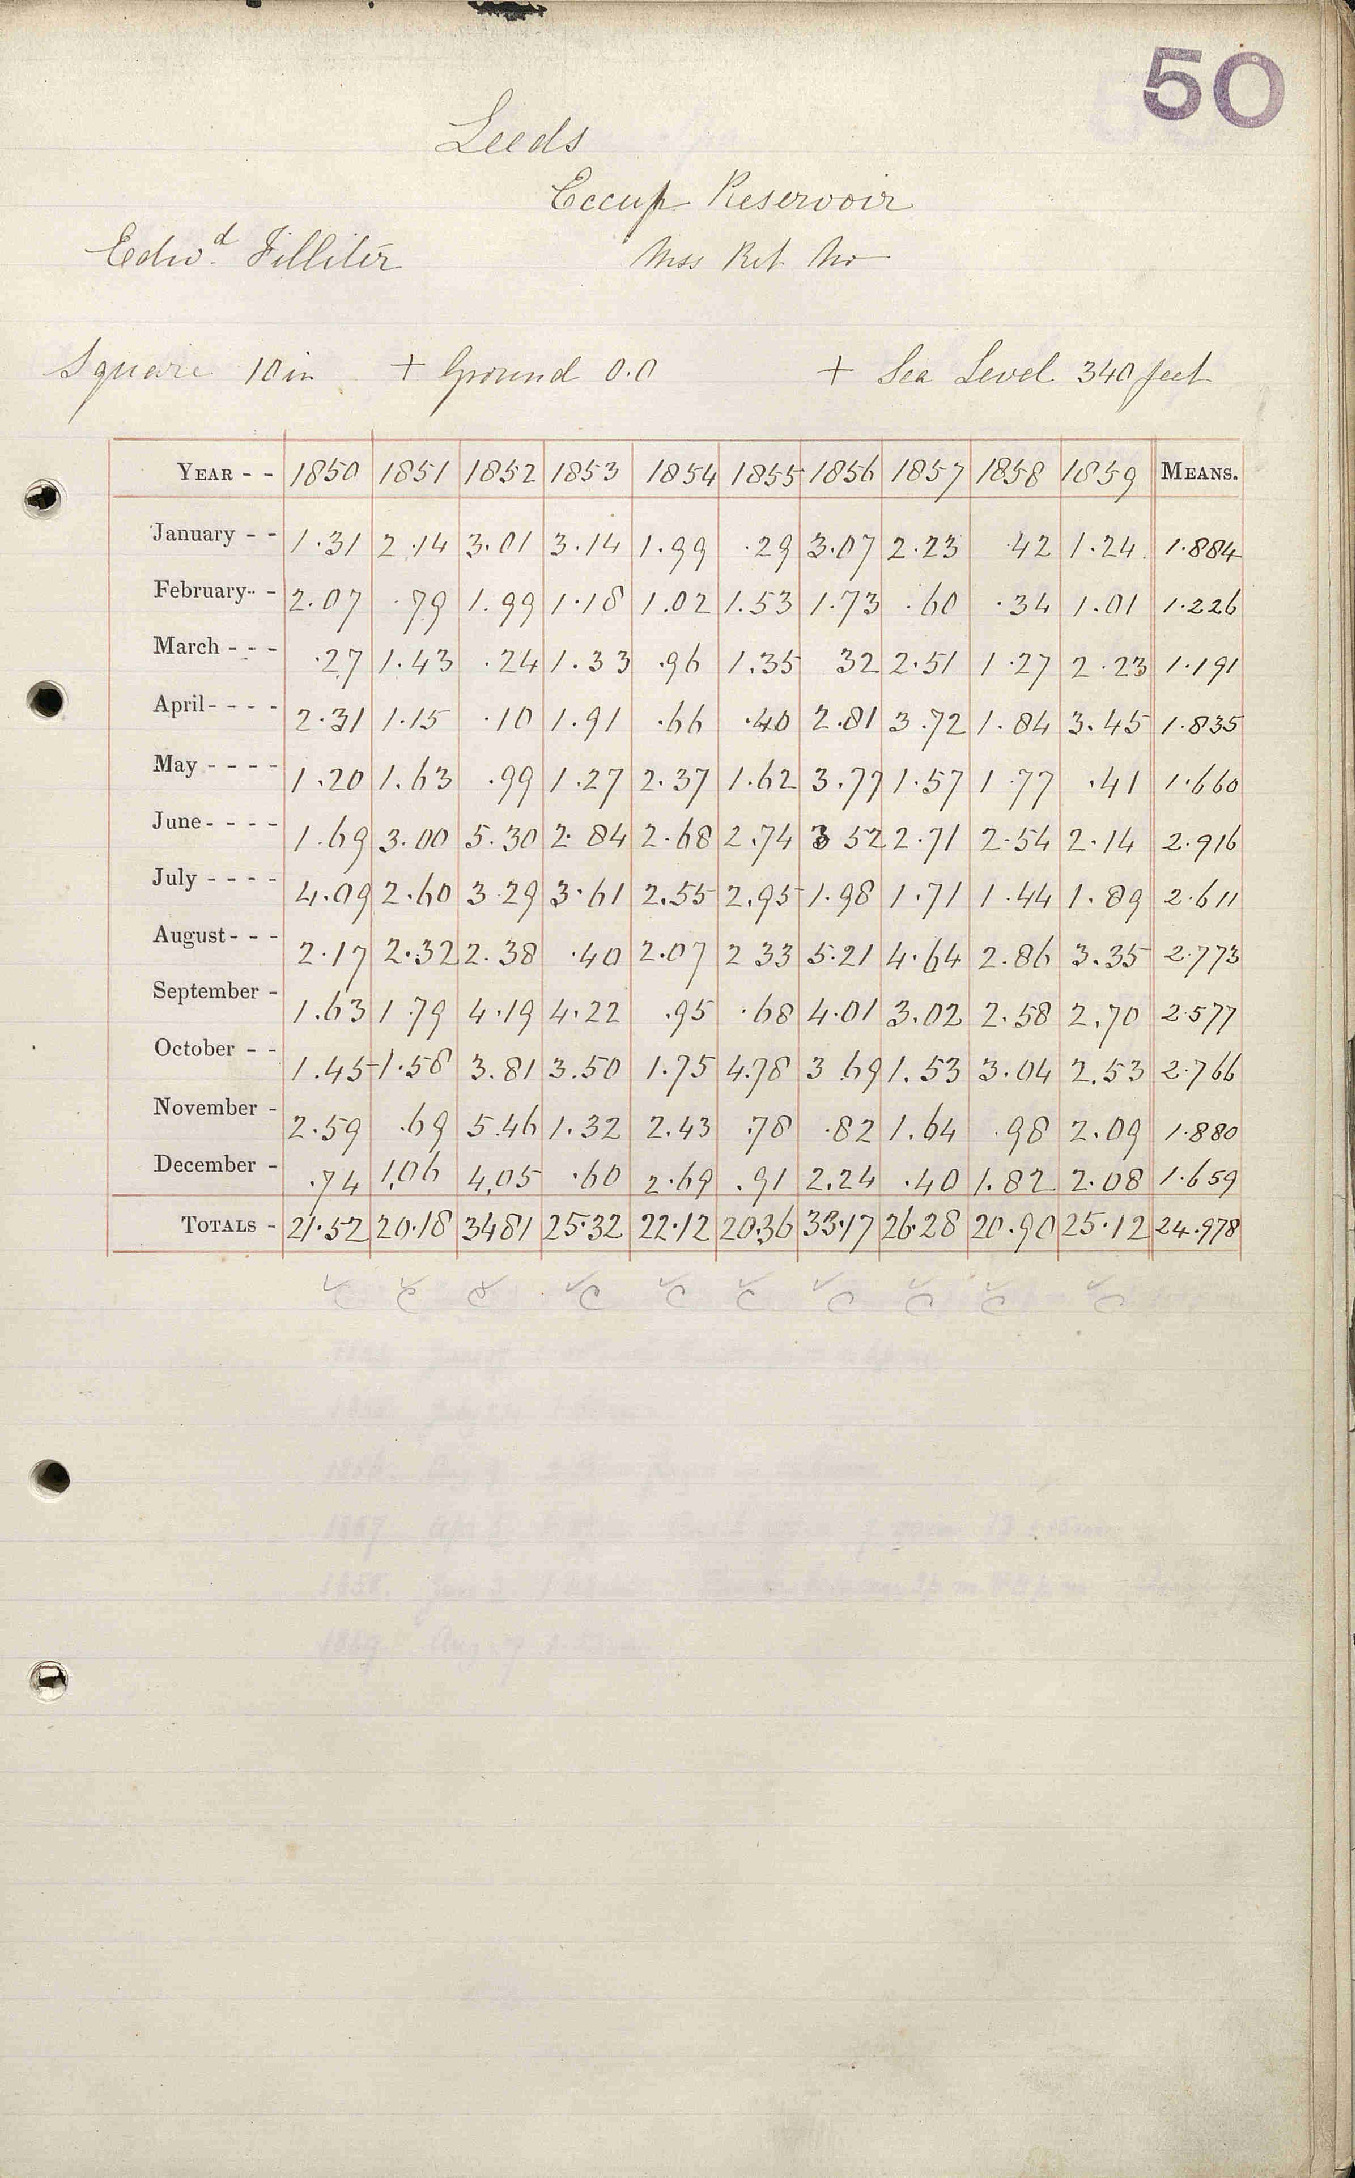 50
Leeds
Eccup Reservoir
Edwd. Filliter
Mss Ret
Square 10 in + Ground 0.0 + Sea Level 340 feet
YEAR - - 1850 1851 1852 1853 1854 1855 1856 1857 1858 1859 MEANS.
January - - 1.31 2.14 3.01 3.14 1.99 .29 3.07 2.23 .42 1.24 1.884
February - - 2.07 .79 1.99 1.18 1.02 1.53 1.73 .60 .34 1.01 1.226
March - - - .27 1.43 .24 1.33 .96 1.35 32 2.51 1.27 2.23 1.191
April - - - - 2.31 1.15 .10 1.91 .66 .40 2.81 3.72 1.84 3.45 1.835
May - - - - 1.20 1.63 .99 1.27 2.37 1.62 3.77 1.57 1.77 .41 1.660
June - - - - 1.69 3.00 5.30 2.84 2.68 2.74 3 52 2.71 2.54 2.14 2.916
July - - - - 4.09 2.60 3.29 3.61 2.55 2.95 1.98 1.71 1.44 1.89 2.611
August - - - 2.17 2.32 2.38 .40 2.07 2 33 5.21 4.64 2.86 3.35 2.773
September - 1.63 1.79 4.19 4.22 .95 .68 4.01 3.02 2.58 2.70 2.577
October - - 1.45 1.58 3.81 3.50 1.75 4.78 3.69 1.53 3.04 2.53 2.766
November - 2.59 .69 5.46 1.32 2.43 .78 .82 1.64 .98 2.09 1.880
December - .74 1.06 4.05 .60 2.69 .91 2.24 .40 1.82 2.08 1.659
TOTALS - 21.52 20.18 34 81 25.32 22.12 20.36 33.17 26.28 20.90 25.12 24.978